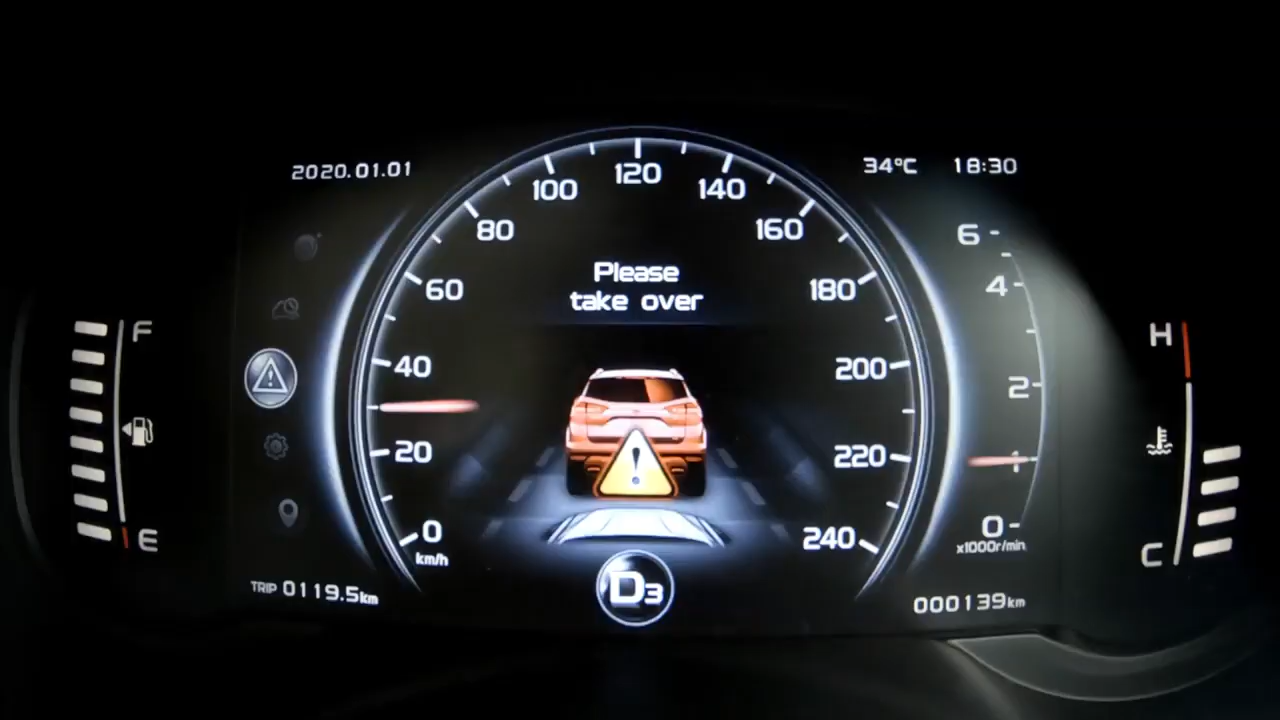 2020.01.01
34°C 18:30
120
100
140
80
160
60
180
40
200
20
220
0
240
km/h
Please
take over
6
4
2
1
0
x1000r/min
F
E
H
C
D3
TRIP 0119.5km
000139km